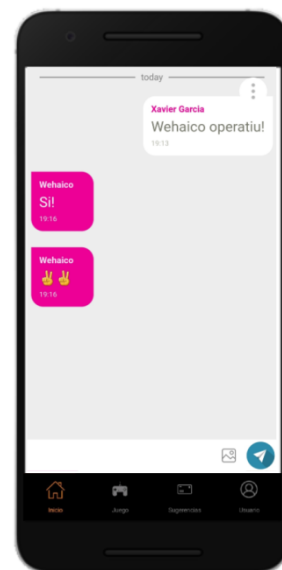 today
Xavier Garcia
Wehaico operatiu!
19:13
Wehaico
Si!
19:16
Wehaico
✌✌
19:16
Inicio Juego Sugerencias Usuario